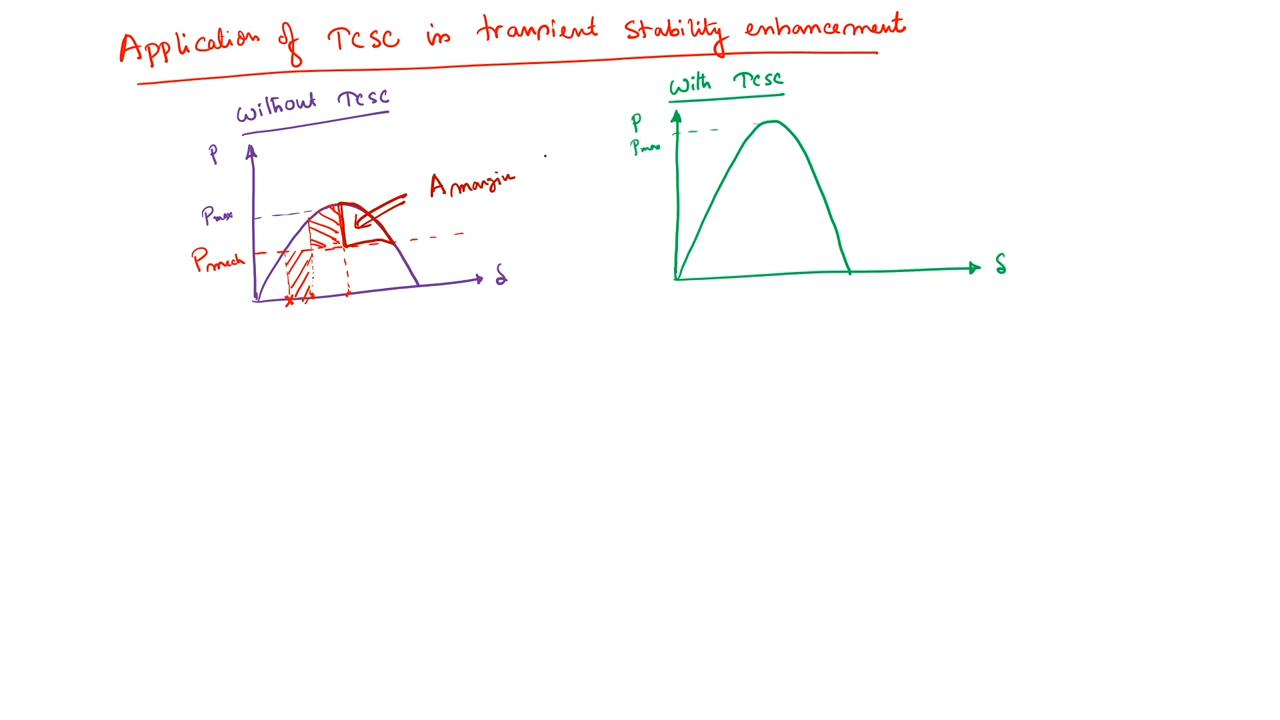 Application of TCSC in transient stability enhancement
Without TCSC
With TCSC
P
Pmax
Pmech
A margin
δ
P
Pmax
δ